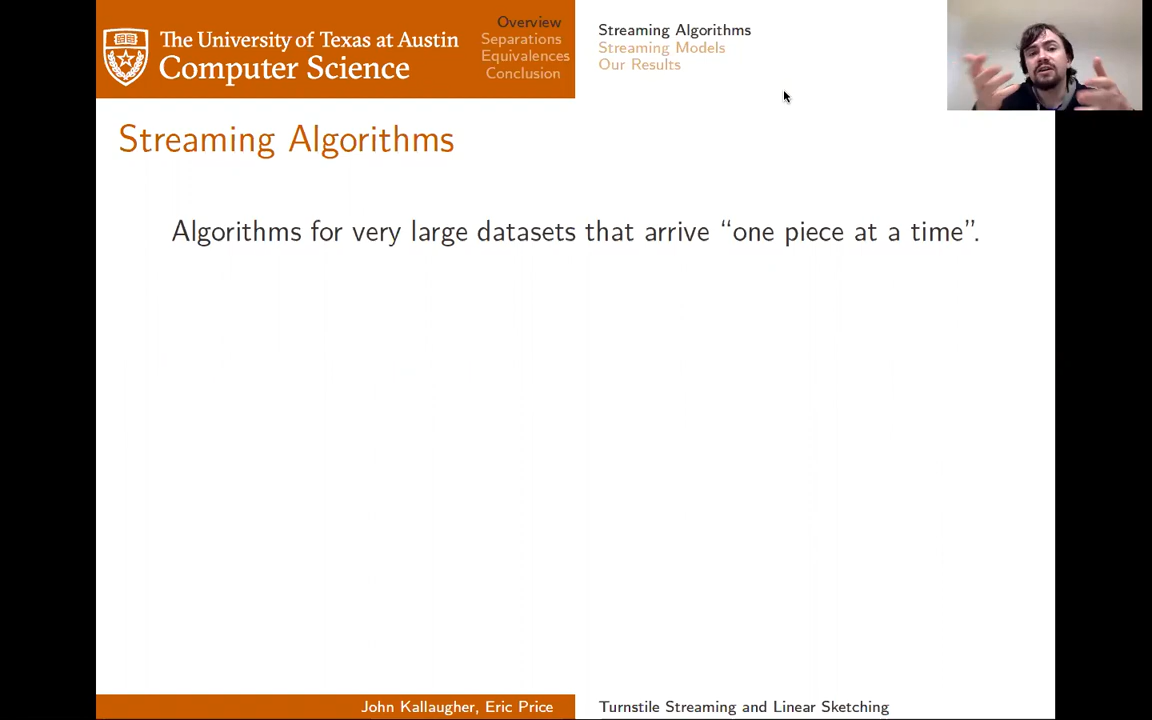 The University of Texas at Austin
Computer Science
Overview
Separations
Equivalences
Conclusion
Streaming Algorithms
Streaming Models
Our Results
Streaming Algorithms
Algorithms for very large datasets that arrive “one piece at a time”.
John Kallaugher, Eric Price
Turnstile Streaming and Linear Sketching